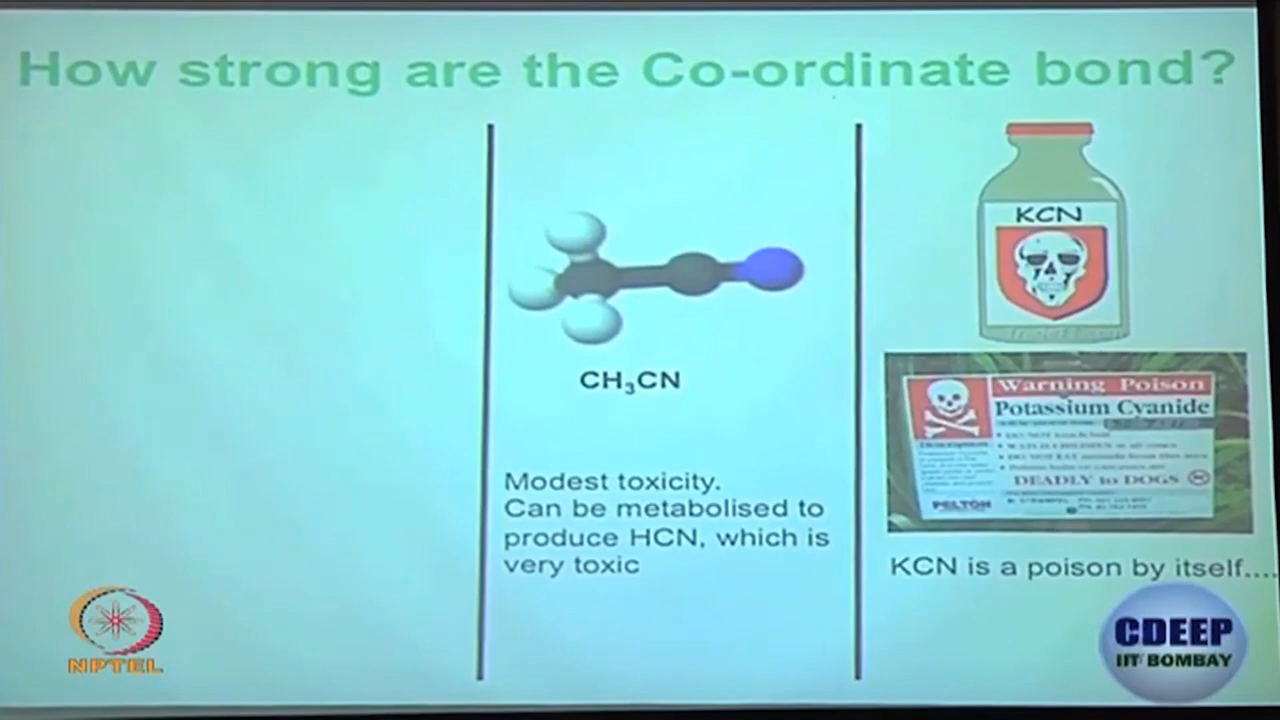 How strong are the Co-ordinate bond?
CH₃CN
Modest toxicity.
Can be metabolised to
produce HCN, which is
very toxic
KCN
Warning Poison
Potassium Cyanide
DEADLY to DOGS
PELTON
KCN is a poison by itself....
NPTEL
CDEEP
IIT BOMBAY